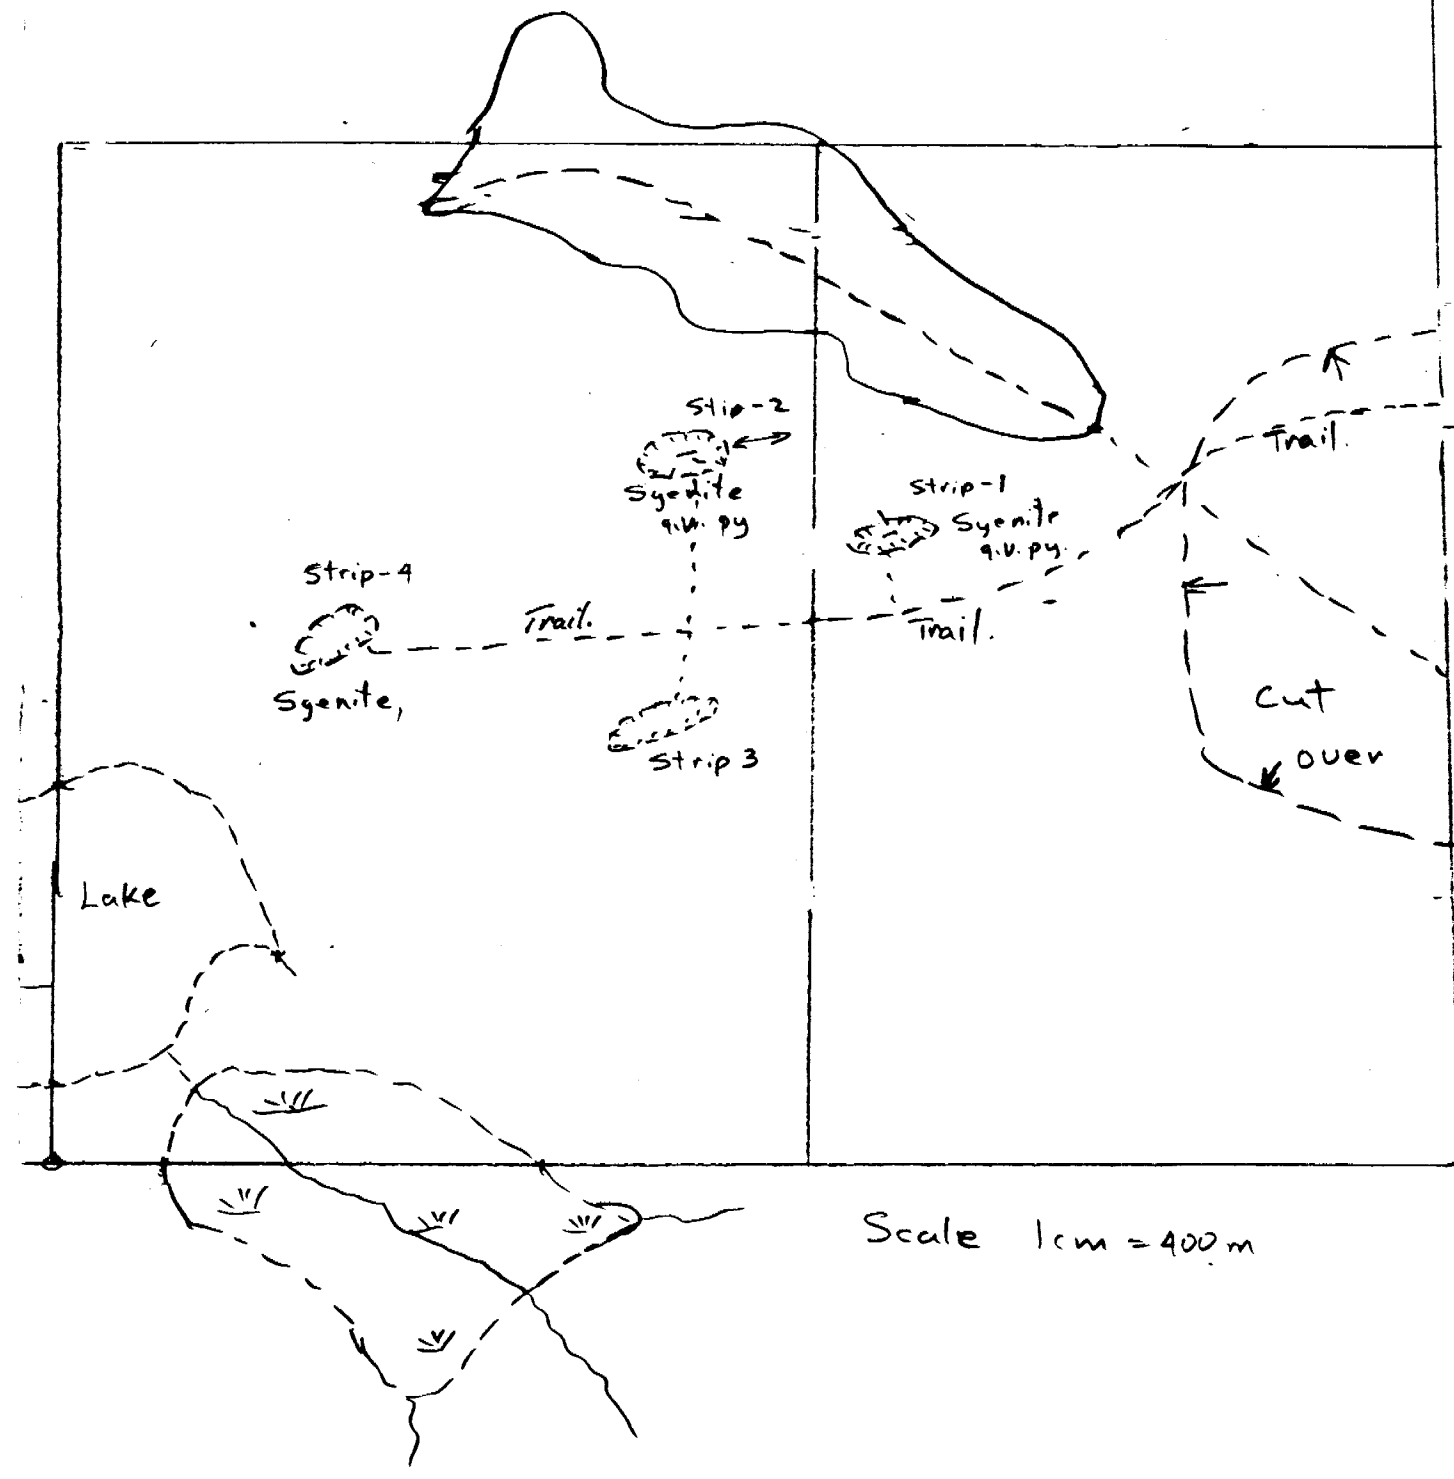 Trail.
Stip-2
Syenite
q.v. py
Strip-1
Syenite
q.v. py.
Strip-4
Trail.
Trail.
Syenite,
Strip 3
Cut
over
Lake
Scale 1cm = 400m